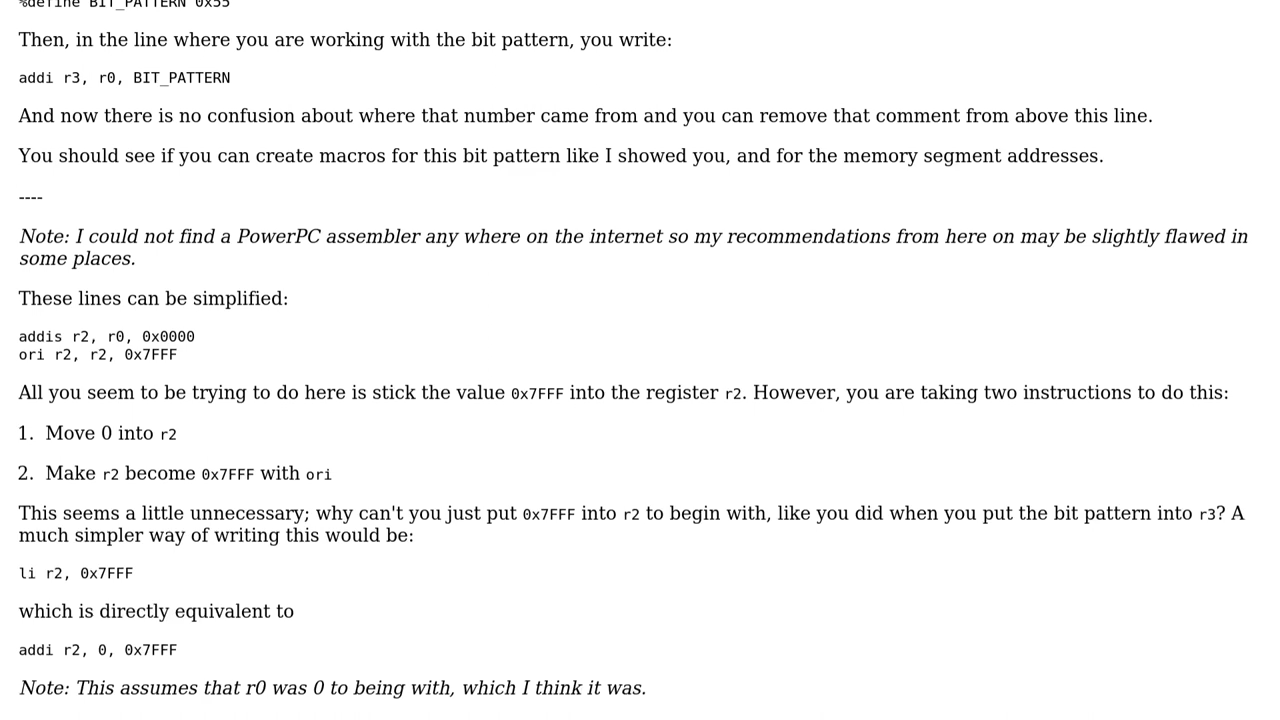 %define BIT_PATTERN 0x55
Then, in the line where you are working with the bit pattern, you write:
addi r3, r0, BIT_PATTERN
And now there is no confusion about where that number came from and you can remove that comment from above this line.
You should see if you can create macros for this bit pattern like I showed you, and for the memory segment addresses.
----
Note: I could not find a PowerPC assembler any where on the internet so my recommendations from here on may be slightly flawed in
some places.
These lines can be simplified:
addis r2, r0, 0x0000
ori r2, r2, 0x7FFF
All you seem to be trying to do here is stick the value 0x7FFF into the register r2. However, you are taking two instructions to do this:
1. Move 0 into r2
2. Make r2 become 0x7FFF with ori
This seems a little unnecessary; why can't you just put 0x7FFF into r2 to begin with, like you did when you put the bit pattern into r3? A
much simpler way of writing this would be:
li r2, 0x7FFF
which is directly equivalent to
addi r2, 0, 0x7FFF
Note: This assumes that r0 was 0 to being with, which I think it was.